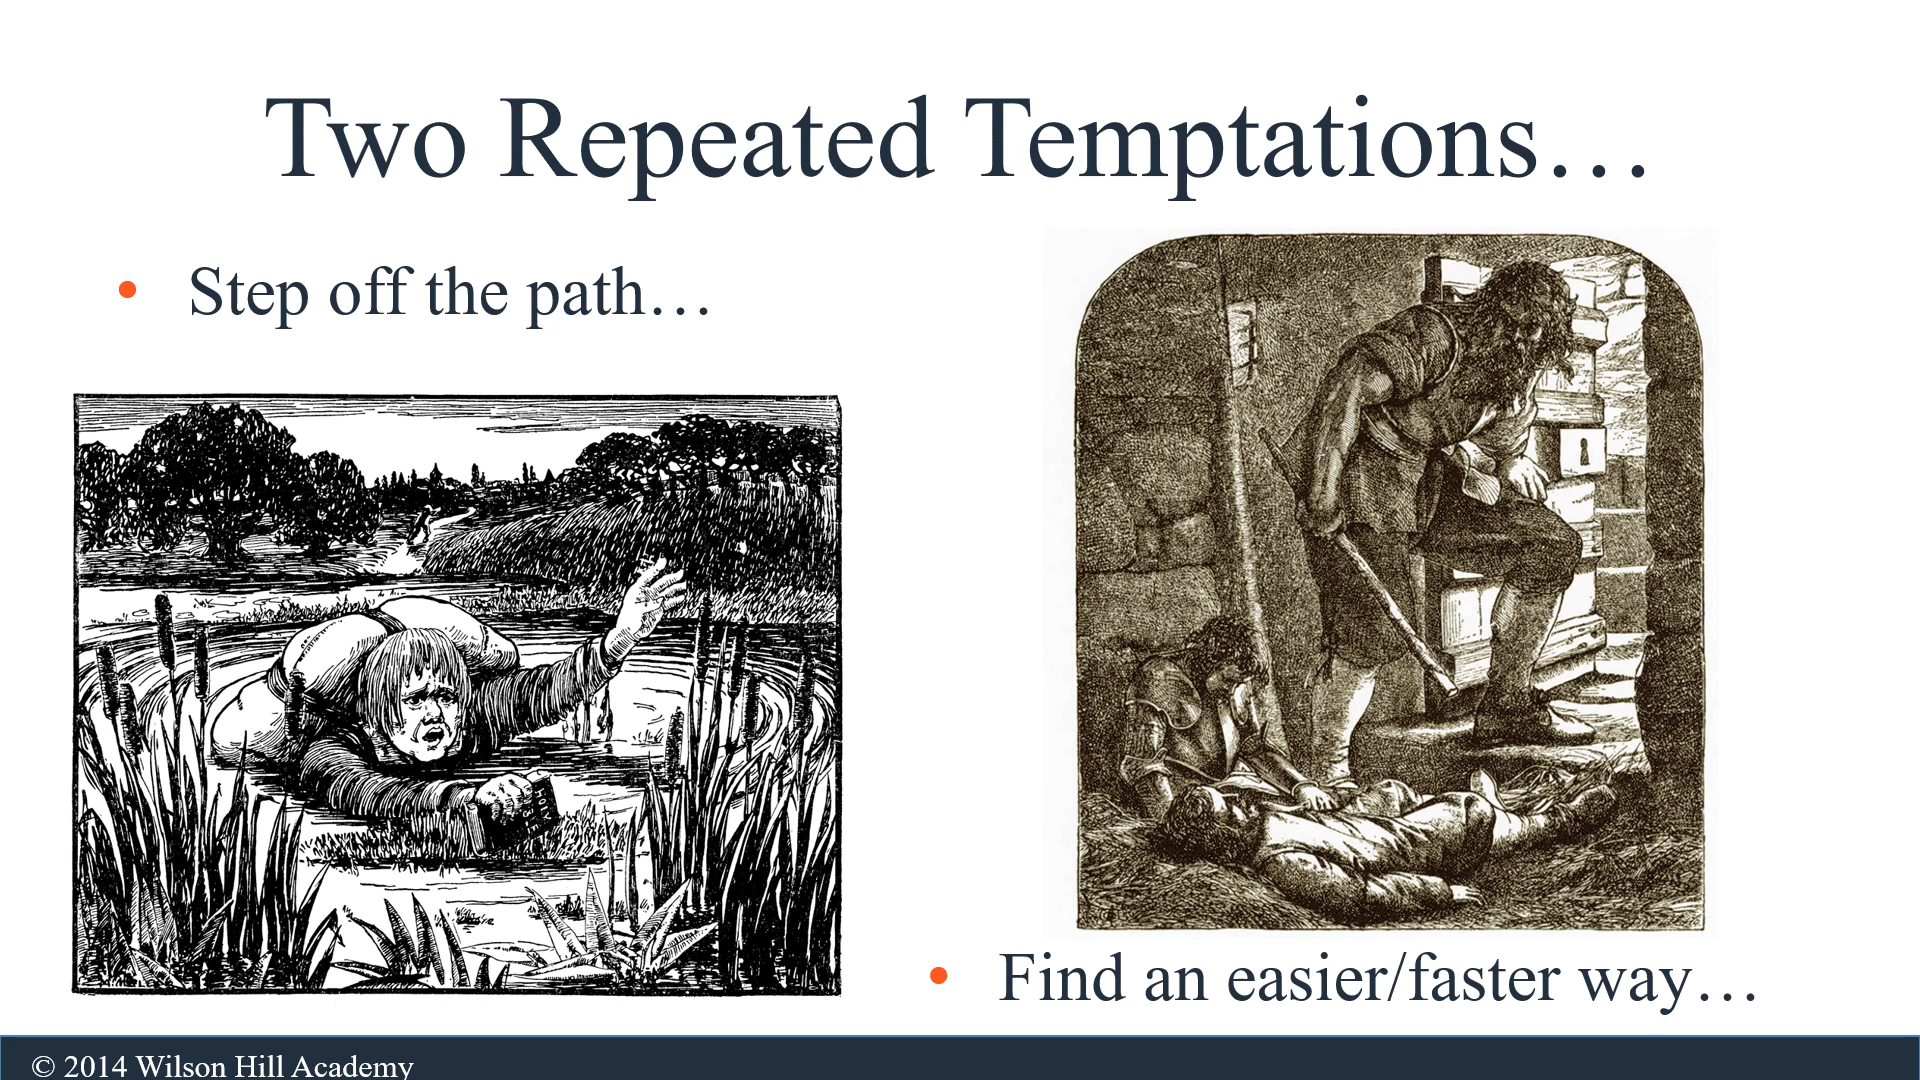 Two Repeated Temptations…
• Step off the path…
• Find an easier/faster way…
© 2014 Wilson Hill Academy